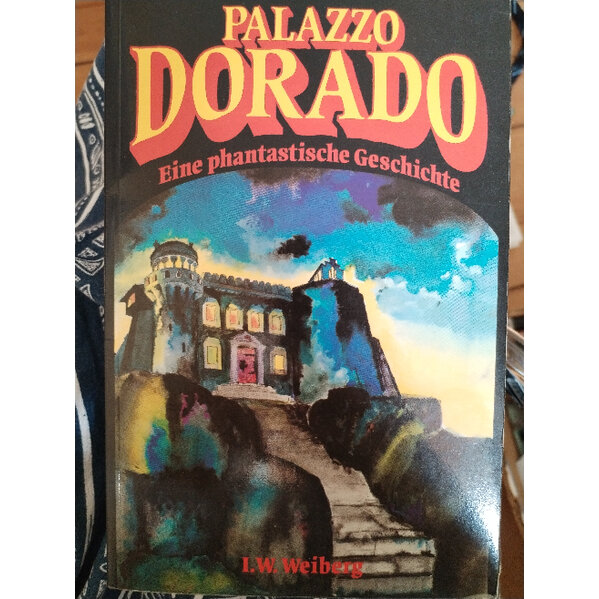 PALAZZO
DORADO
Eine phantastische Geschichte
I.W. Weiberg